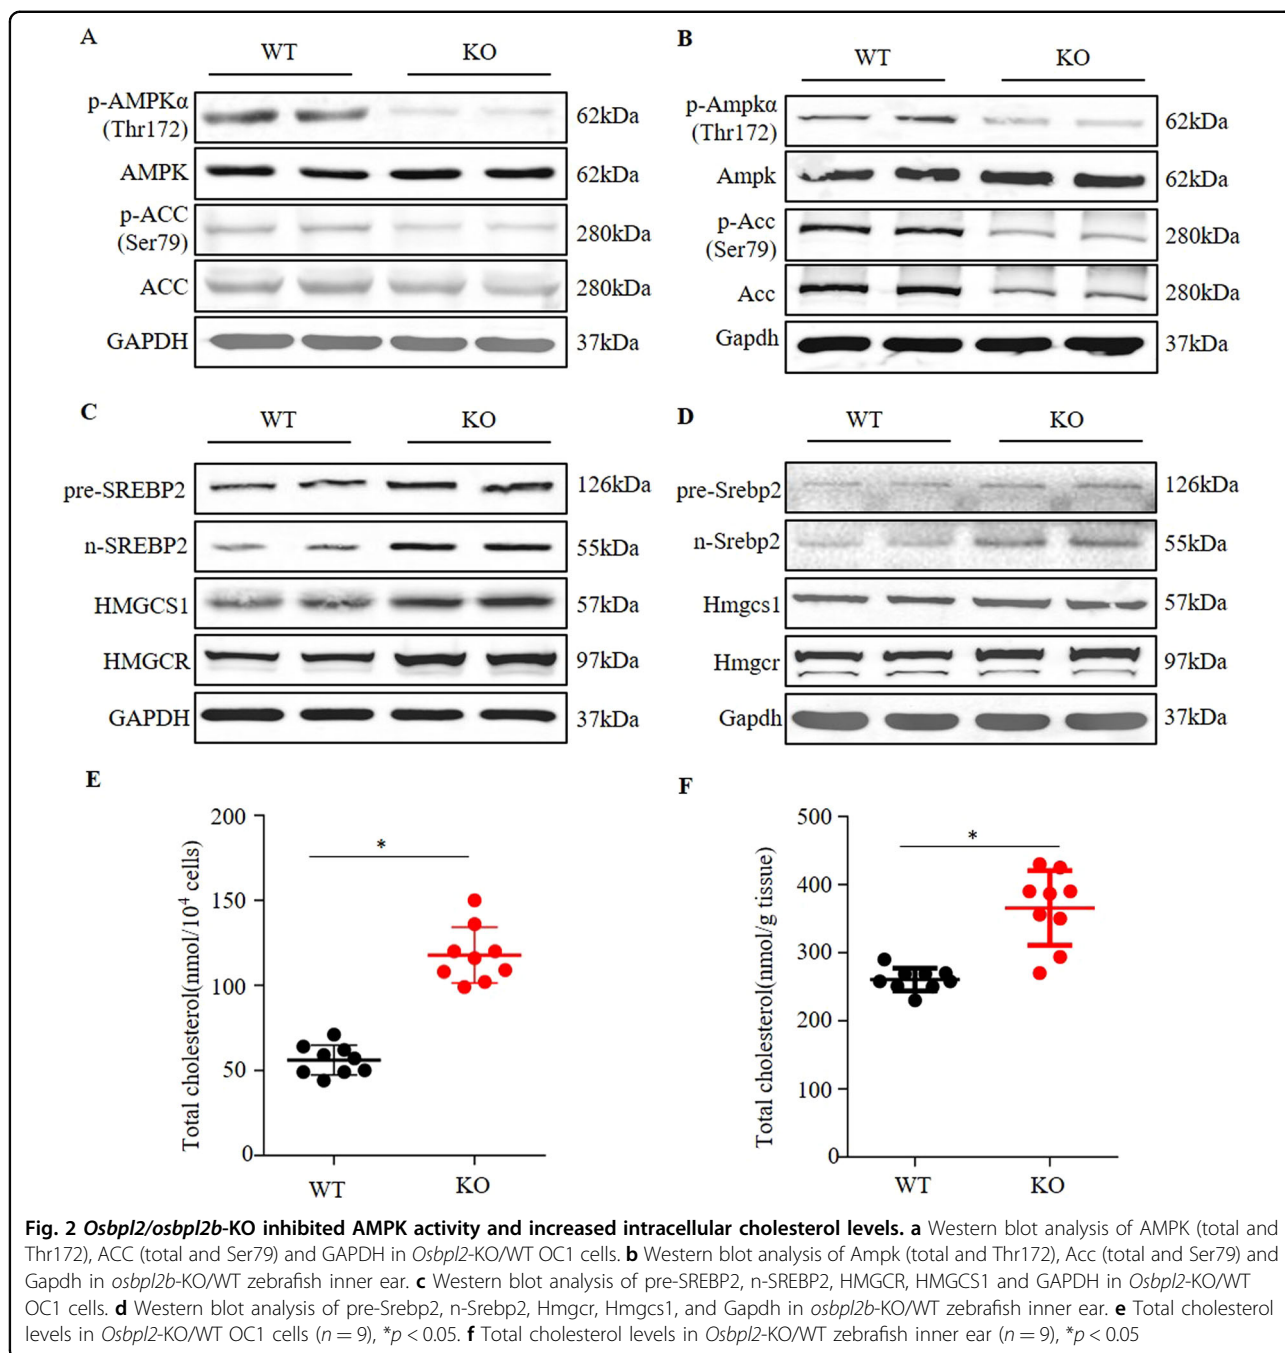 A
WT KO
p-AMPKα
(Thr172)
62kDa
AMPK 62kDa
p-ACC
(Ser79)
280kDa
ACC 280kDa
GAPDH 37kDa
B
WT KO
p-Ampkα
(Thr172)
62kDa
Ampk 62kDa
p-Acc
(Ser79)
280kDa
Acc 280kDa
Gapdh 37kDa
C
WT KO
pre-SREBP2 126kDa
n-SREBP2 55kDa
HMGCS1 57kDa
HMGCR 97kDa
GAPDH 37kDa
D
WT KO
pre-Srebp2 126kDa
n-Srebp2 55kDa
Hmgcs1 57kDa
Hmgcr 97kDa
Gapdh 37kDa
E
Total cholesterol(nmol/10⁴ cells)
200
150
100
50
0
*
WT KO
F
Total cholesterol(nmol/g tissue)
500
400
300
200
100
0
*
WT KO
Fig. 2 Osbpl2/osbpl2b-KO inhibited AMPK activity and increased intracellular cholesterol levels. a Western blot analysis of AMPK (total and
Thr172), ACC (total and Ser79) and GAPDH in Osbpl2-KO/WT OC1 cells. b Western blot analysis of Ampk (total and Thr172), Acc (total and Ser79) and
Gapdh in osbpl2b-KO/WT zebrafish inner ear. c Western blot analysis of pre-SREBP2, n-SREBP2, HMGCR, HMGCS1 and GAPDH in Osbpl2-KO/WT
OC1 cells. d Western blot analysis of pre-Srebp2, n-Srebp2, Hmgcr, Hmgcs1, and Gapdh in osbpl2b-KO/WT zebrafish inner ear. e Total cholesterol
levels in Osbpl2-KO/WT OC1 cells (n = 9), *p < 0.05. f Total cholesterol levels in Osbpl2-KO/WT zebrafish inner ear (n = 9), *p < 0.05